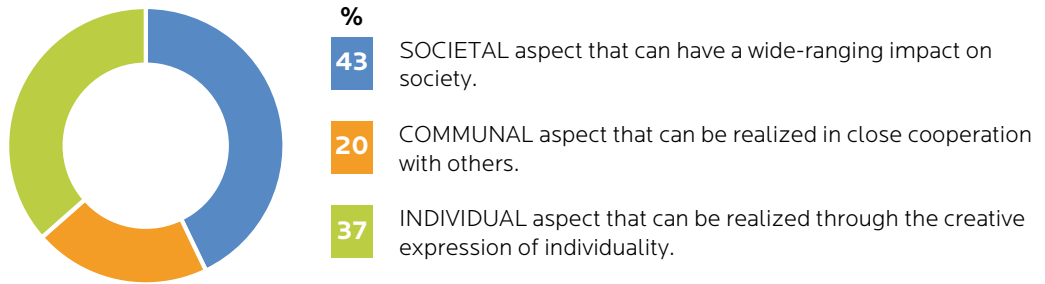 %
43
SOCIETAL aspect that can have a wide-ranging impact on
society.
20
COMMUNAL aspect that can be realized in close cooperation
with others.
37
INDIVIDUAL aspect that can be realized through the creative
expression of individuality.